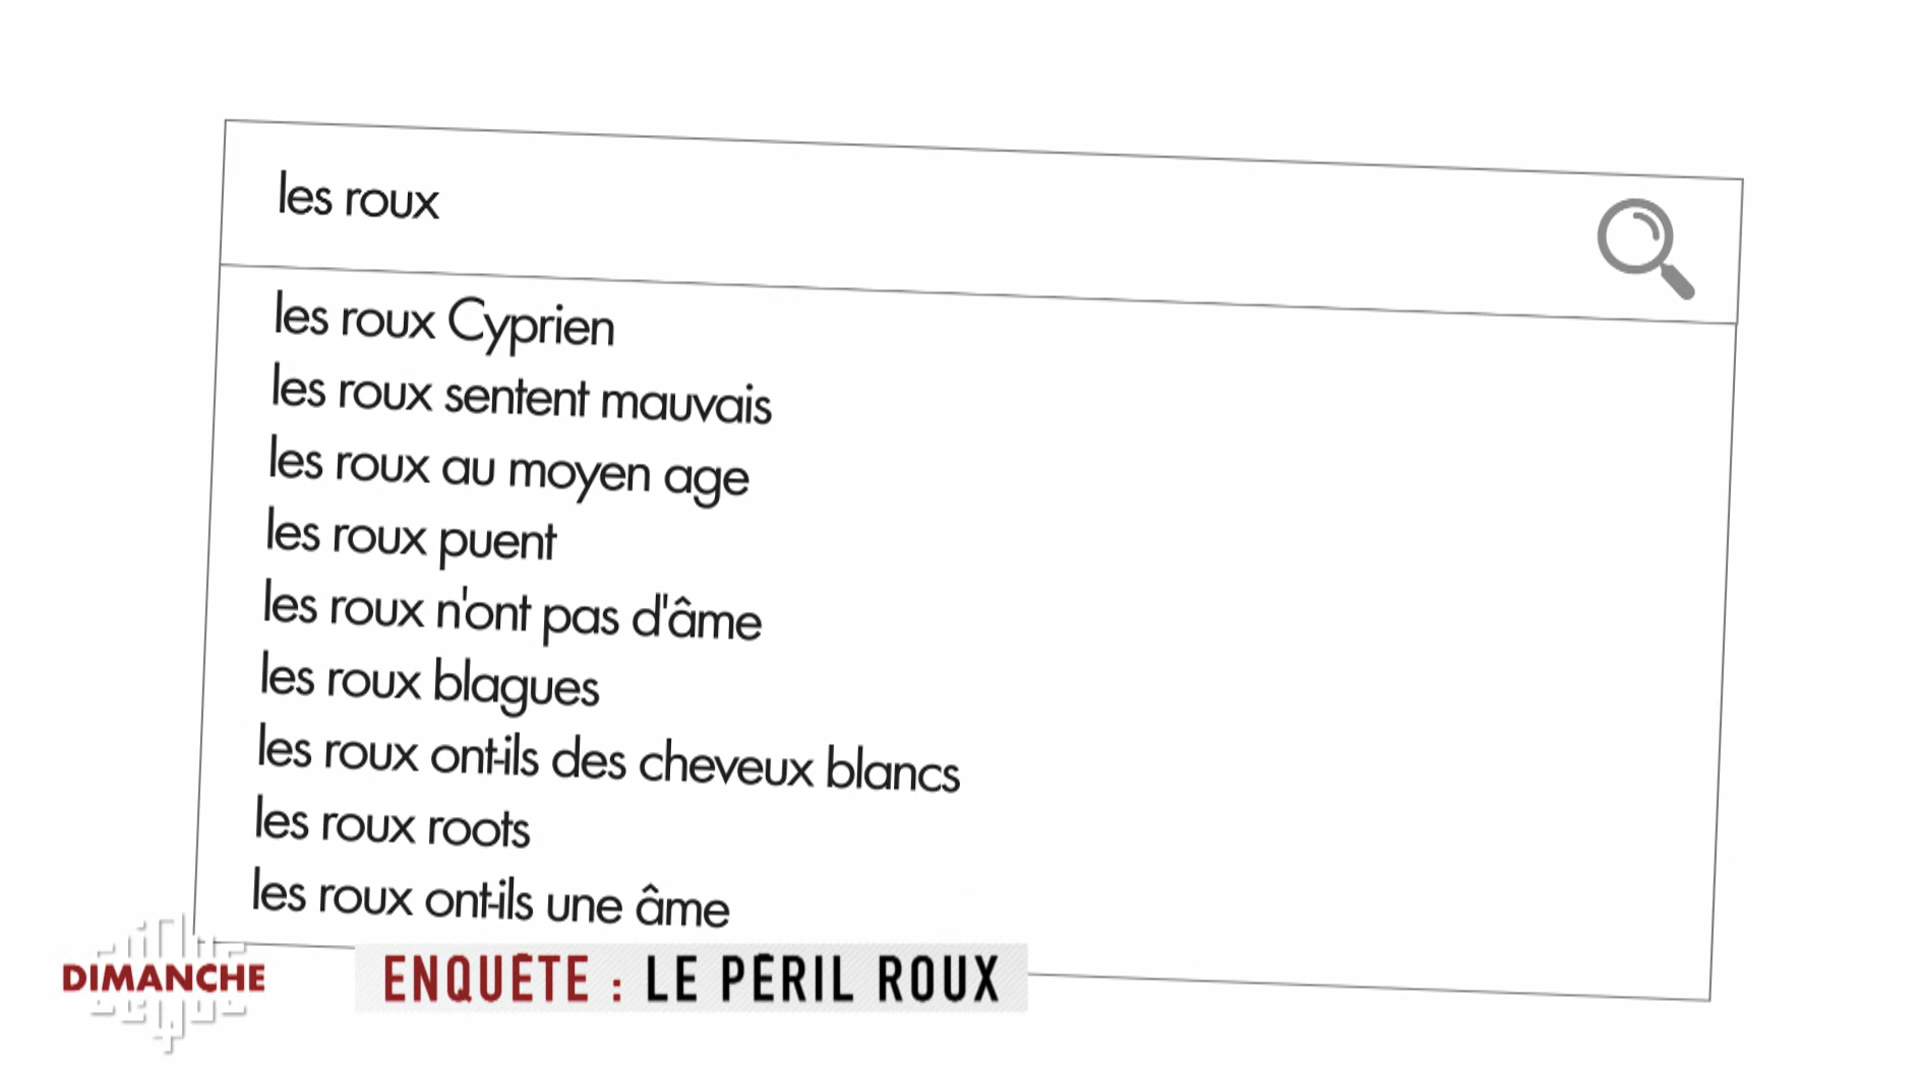 les roux
les roux Cyprien
les roux sentent mauvais
les roux au moyen age
les roux puent
les roux n'ont pas d'âme
les roux blagues
les roux ont-ils des cheveux blancs
les roux roots
les roux ont-ils une âme
DIMANCHE
ENQUÊTE : LE PÉRIL ROUX